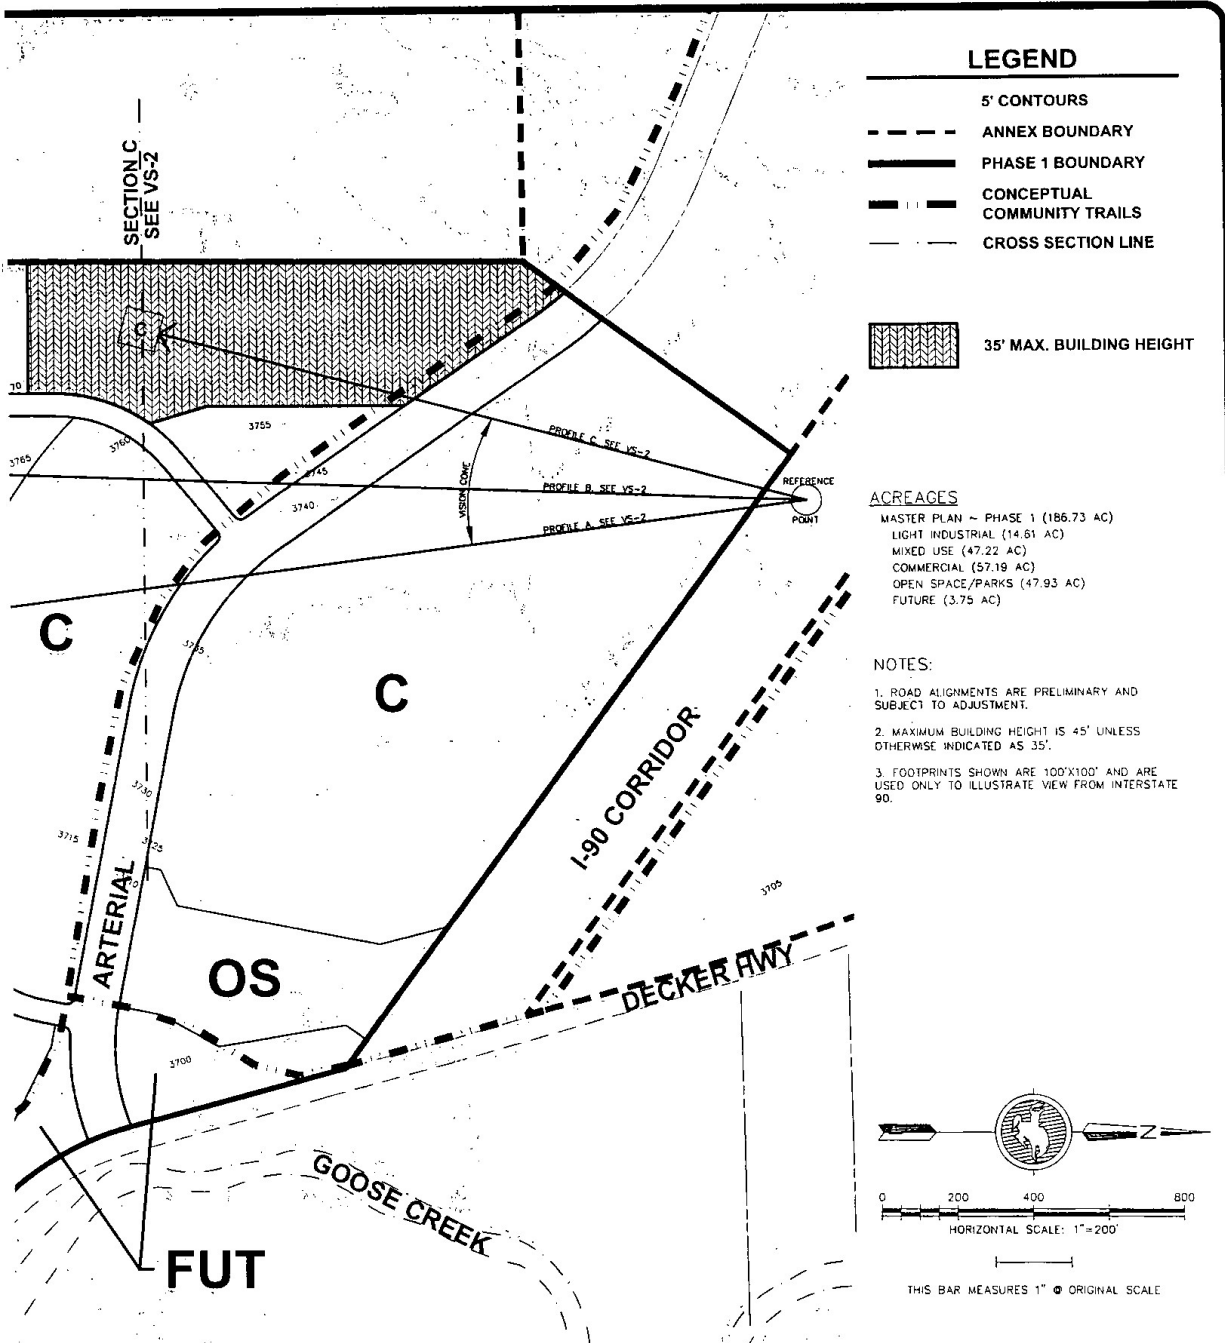 SECTION C
SEE VS-2
C
70
3765
3760
3755
3745
3740
PROFILE C, SEE VS-2
PROFILE B, SEE VS-2
PROFILE A, SEE VS-2
VISION CONE
REFERENCE
POINT
C
C
3735
3730
3725
3715
ARTERIAL
OS
I-90 CORRIDOR
3705
DECKER HWY
3700
GOOSE CREEK
FUT
LEGEND
5' CONTOURS
ANNEX BOUNDARY
PHASE 1 BOUNDARY
CONCEPTUAL
COMMUNITY TRAILS
CROSS SECTION LINE
35' MAX. BUILDING HEIGHT
ACREAGES
MASTER PLAN ~ PHASE 1 (186.73 AC)
LIGHT INDUSTRIAL (14.61 AC)
MIXED USE (47.22 AC)
COMMERCIAL (57.19 AC)
OPEN SPACE/PARKS (47.93 AC)
FUTURE (3.75 AC)
NOTES:
1. ROAD ALIGNMENTS ARE PRELIMINARY AND
SUBJECT TO ADJUSTMENT.
2. MAXIMUM BUILDING HEIGHT IS 45' UNLESS
OTHERWISE INDICATED AS 35'.
3. FOOTPRINTS SHOWN ARE 100'X100' AND ARE
USED ONLY TO ILLUSTRATE VIEW FROM INTERSTATE
90.
N
0 200 400 800
HORIZONTAL SCALE: 1"=200'
THIS BAR MEASURES 1" @ ORIGINAL SCALE